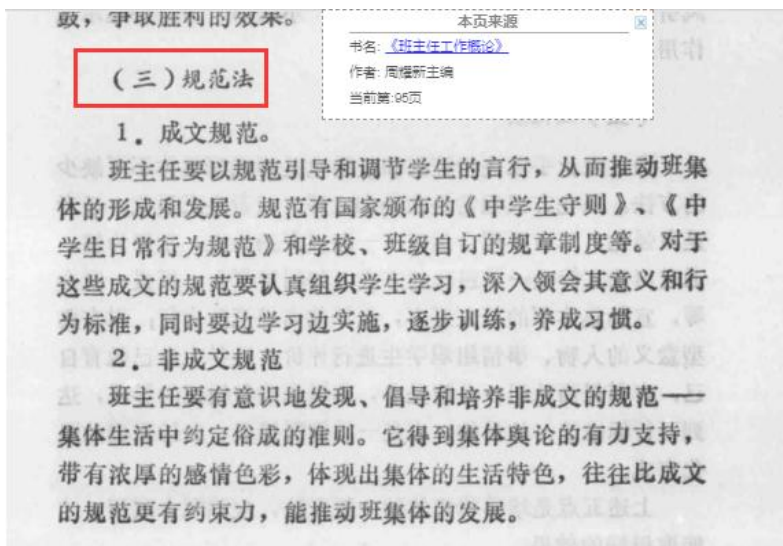 鼓，争取胜利的效果。
本页来源
书名：《班主任工作概论》
作者：周耀新主编
当前第:95页
（三）规范法
1．成文规范。
班主任要以规范引导和调节学生的言行，从而推动班集
体的形成和发展。规范有国家颁布的《中学生守则》、《中
学生日常行为规范》和学校、班级自订的规章制度等。对于
这些成文的规范要认真组织学生学习，深入领会其意义和行
为标准，同时要边学习边实施，逐步训练，养成习惯。
2．非成文规范
班主任要有意识地发现、倡导和培养非成文的规范——
集体生活中约定俗成的准则。它得到集体舆论的有力支持，
带有浓厚的感情色彩，体现出集体的生活特色，往往比成文
的规范更有约束力，能推动班集体的发展。